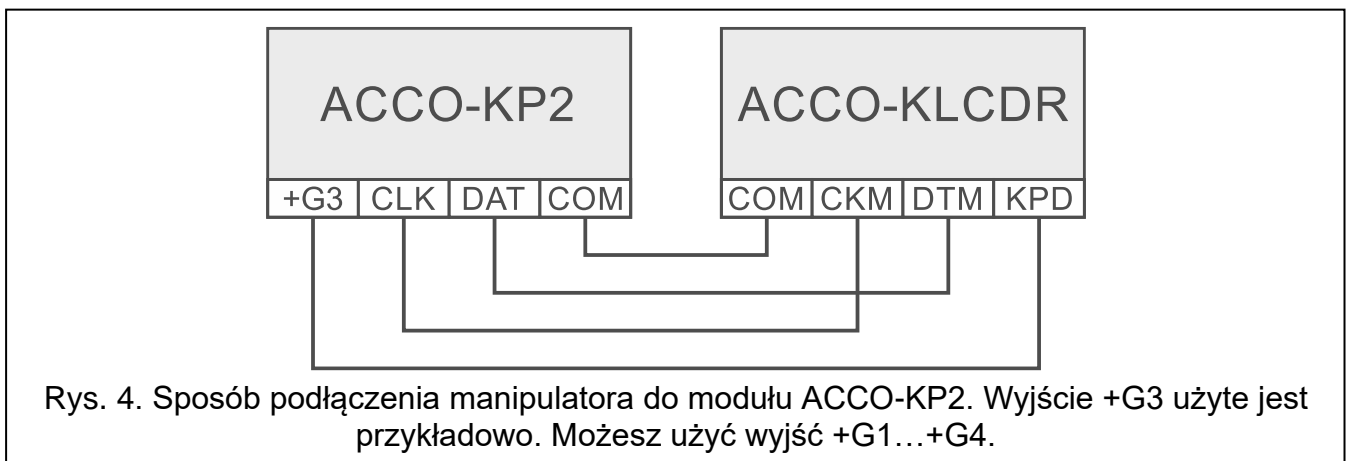 ACCO-KP2 ACCO-KLCDR
+G3 CLK DAT COM COM CKM DTM KPD
Rys. 4. Sposób podłączenia manipulatora do modułu ACCO-KP2. Wyjście +G3 użyte jest
przykładowo. Możesz użyć wyjść +G1…+G4.